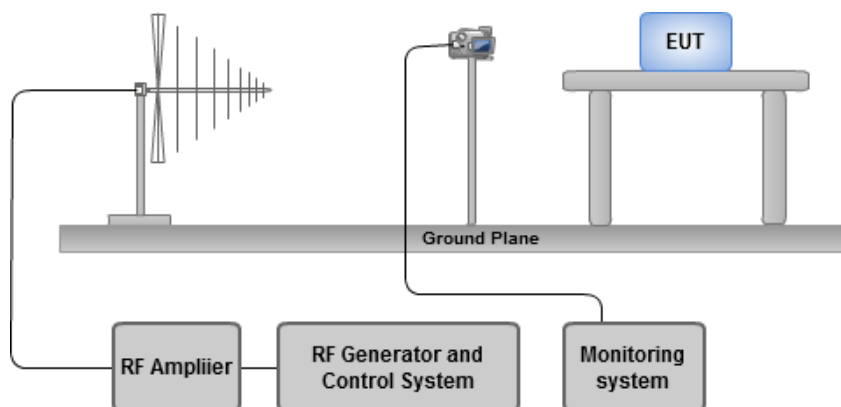 EUT
Ground Plane
RF Ampliier
RF Generator and
Control System
Monitoring
system